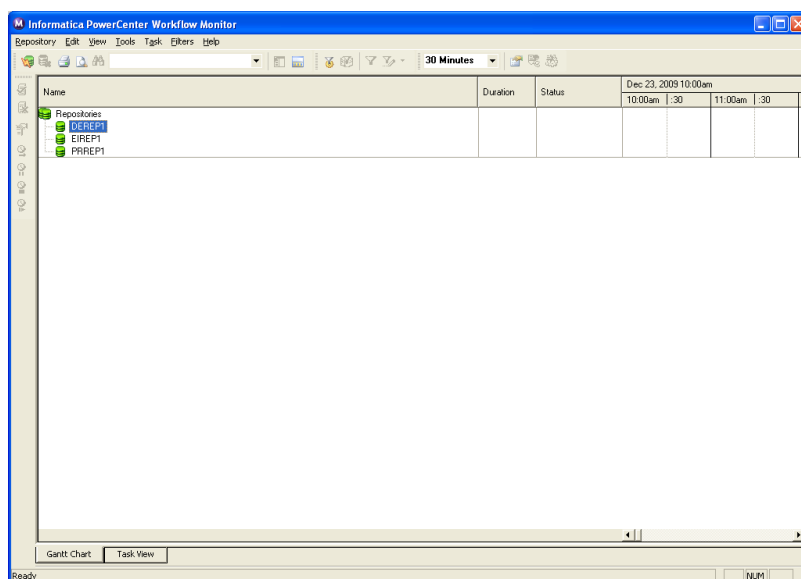 Informatica PowerCenter Workflow Monitor
Repository Edit View Tools Task Filters Help
30 Minutes
Name Duration Status Dec 23, 2009 10:00am
10:00am :30 11:00am :30
Repositories
DEREP1
EIREP1
PRREP1
Gantt Chart Task View
Ready NUM